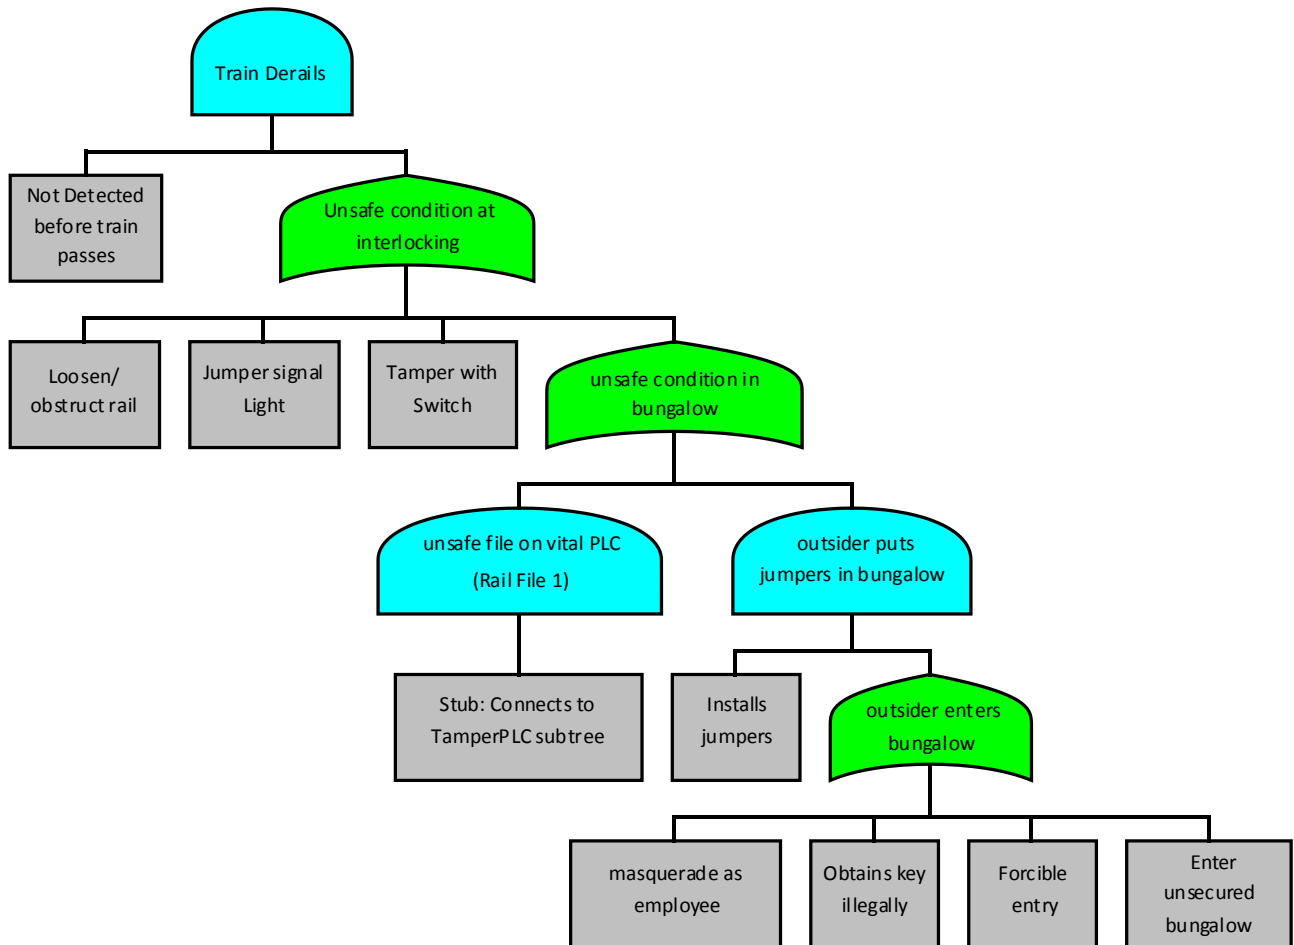 Train Derails
Not Detected
before train
passes
Unsafe condition at
interlocking
Loosen/
obstruct rail
Jumper signal
Light
Tamper with
Switch
unsafe condition in
bungalow
unsafe file on vital PLC
(Rail File 1)
outsider puts
jumpers in bungalow
Stub: Connects to
TamperPLC subtree
Installs
jumpers
outsider enters
bungalow
masquerade as
employee
Obtains key
illegally
Forcible
entry
Enter
unsecured
bungalow